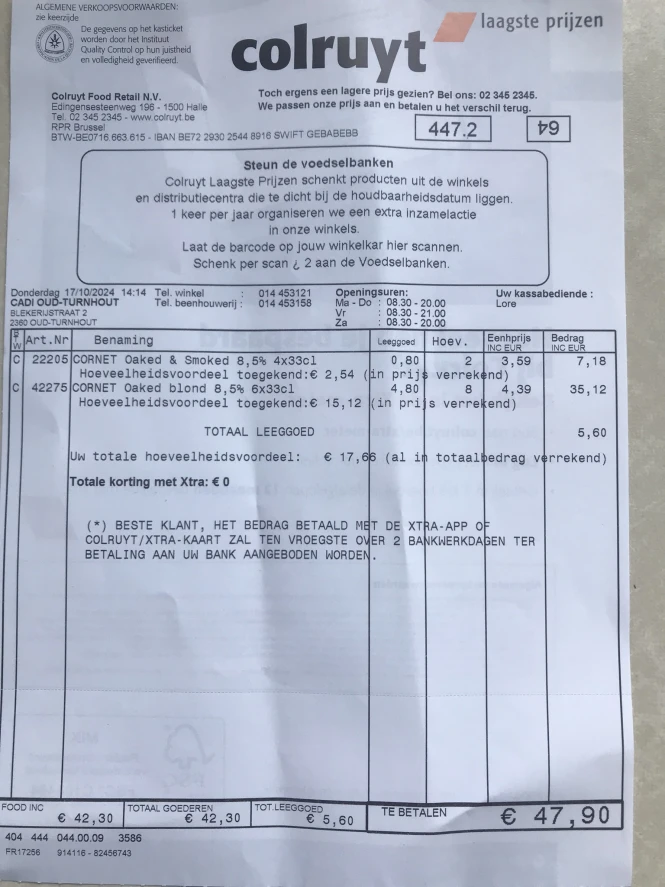 ALGEMENE VERKOOPSVOORWAARDEN:
zie keerzijde
De gegevens op het kasticket
worden door het Instituut
Quality Control op hun juistheid
en volledigheid geverifieerd.
colruyt laagste prijzen
Colruyt Food Retail N.V.
Edingensesteenweg 196 - 1500 Halle
Tel. 02 345 2345 - www.colruyt.be
RPR Brussel
BTW-BE0716.663.615 - IBAN BE72 2930 2544 8916 SWIFT GEBABEBB
Toch ergens een lagere prijs gezien? Bel ons: 02 345 2345.
We passen onze prijs aan en betalen u het verschil terug.
447.2 64
Steun de voedselbanken
Colruyt Laagste Prijzen schenkt producten uit de winkels
en distributiecentra die te dicht bij de houdbaarheidsdatum liggen.
1 keer per jaar organiseren we een extra inzamelactie
in onze winkels.
Laat de barcode op jouw winkelkar hier scannen.
Schenk per scan ¿ 2 aan de Voedselbanken.
Donderdag 17/10/2024 14:14 Tel. winkel : 014 453121 Openingsuren: Uw kassabediende :
CADI OUD-TURNHOUT Tel. beenhouwerij : 014 453158 Ma - Do : 08.30 - 20.00 Lore
BLEKERIJSTRAAT 2 Vr : 08.30 - 21.00
2360 OUD-TURNHOUT Za : 08.30 - 20.00
BTW Art.Nr Benaming Leeggoed Hoev. Eenhprijs INC EUR Bedrag INC EUR
C 22205 CORNET Oaked & Smoked 8,5% 4x33cl 0,80 2 3,59 7,18
Hoeveelheidsvoordeel toegekend:€ 2,54 (in prijs verrekend)
C 42275 CORNET Oaked blond 8,5% 6x33cl 4,80 8 4,39 35,12
Hoeveelheidsvoordeel toegekend:€ 15,12 (in prijs verrekend)
TOTAAL LEEGGOED 5,60
Uw totale hoeveelheidsvoordeel: € 17,66 (al in totaalbedrag verrekend)
Totale korting met Xtra: € 0
(*) BESTE KLANT, HET BEDRAG BETAALD MET DE XTRA-APP OF
COLRUYT/XTRA-KAART ZAL TEN VROEGSTE OVER 2 BANKWERKDAGEN TER
BETALING AAN UW BANK AANGEBODEN WORDEN.
FOOD INC € 42,30 TOTAAL GOEDEREN € 42,30 TOT.LEEGGOED € 5,60 TE BETALEN € 47,90
404 444 044.00.09 3586
FR17256 914116 - 82456743